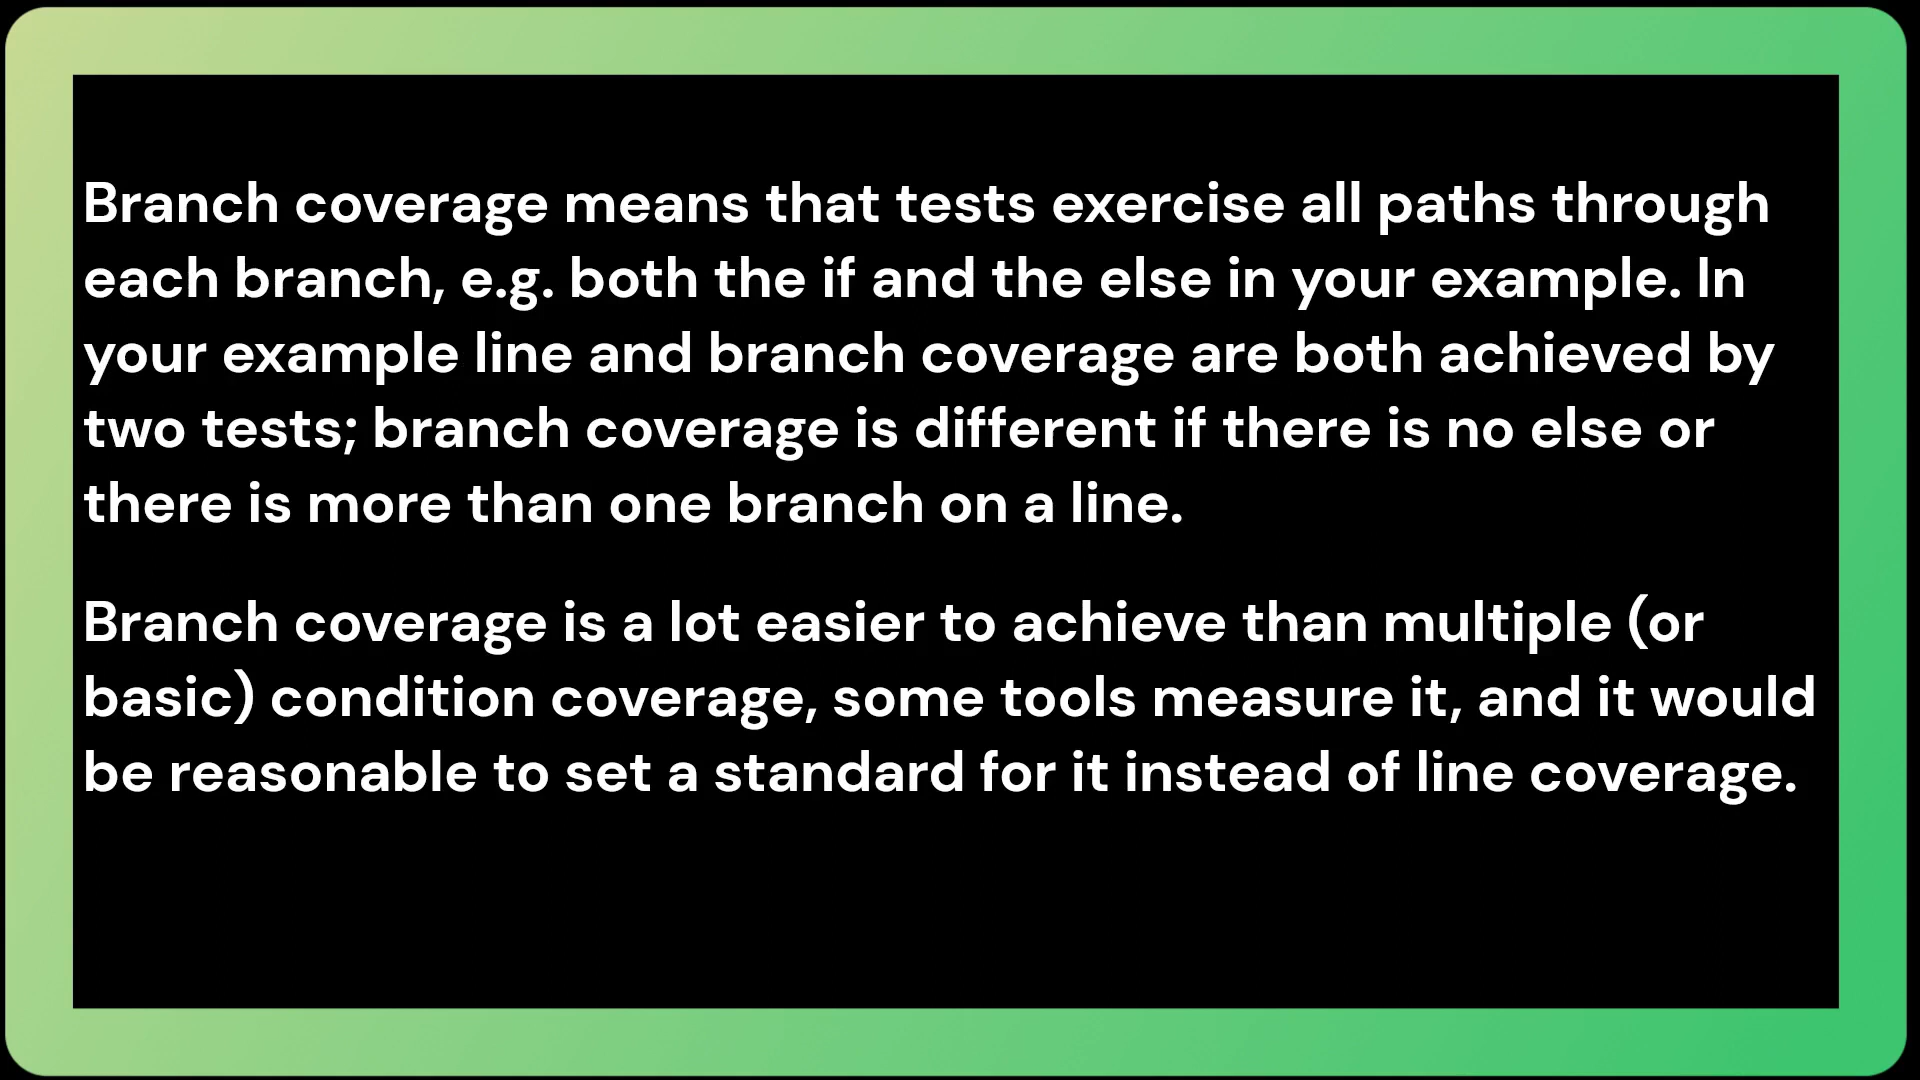 Branch coverage means that tests exercise all paths through
each branch, e.g. both the if and the else in your example. In
your example line and branch coverage are both achieved by
two tests; branch coverage is different if there is no else or
there is more than one branch on a line.
Branch coverage is a lot easier to achieve than multiple (or
basic) condition coverage, some tools measure it, and it would
be reasonable to set a standard for it instead of line coverage.